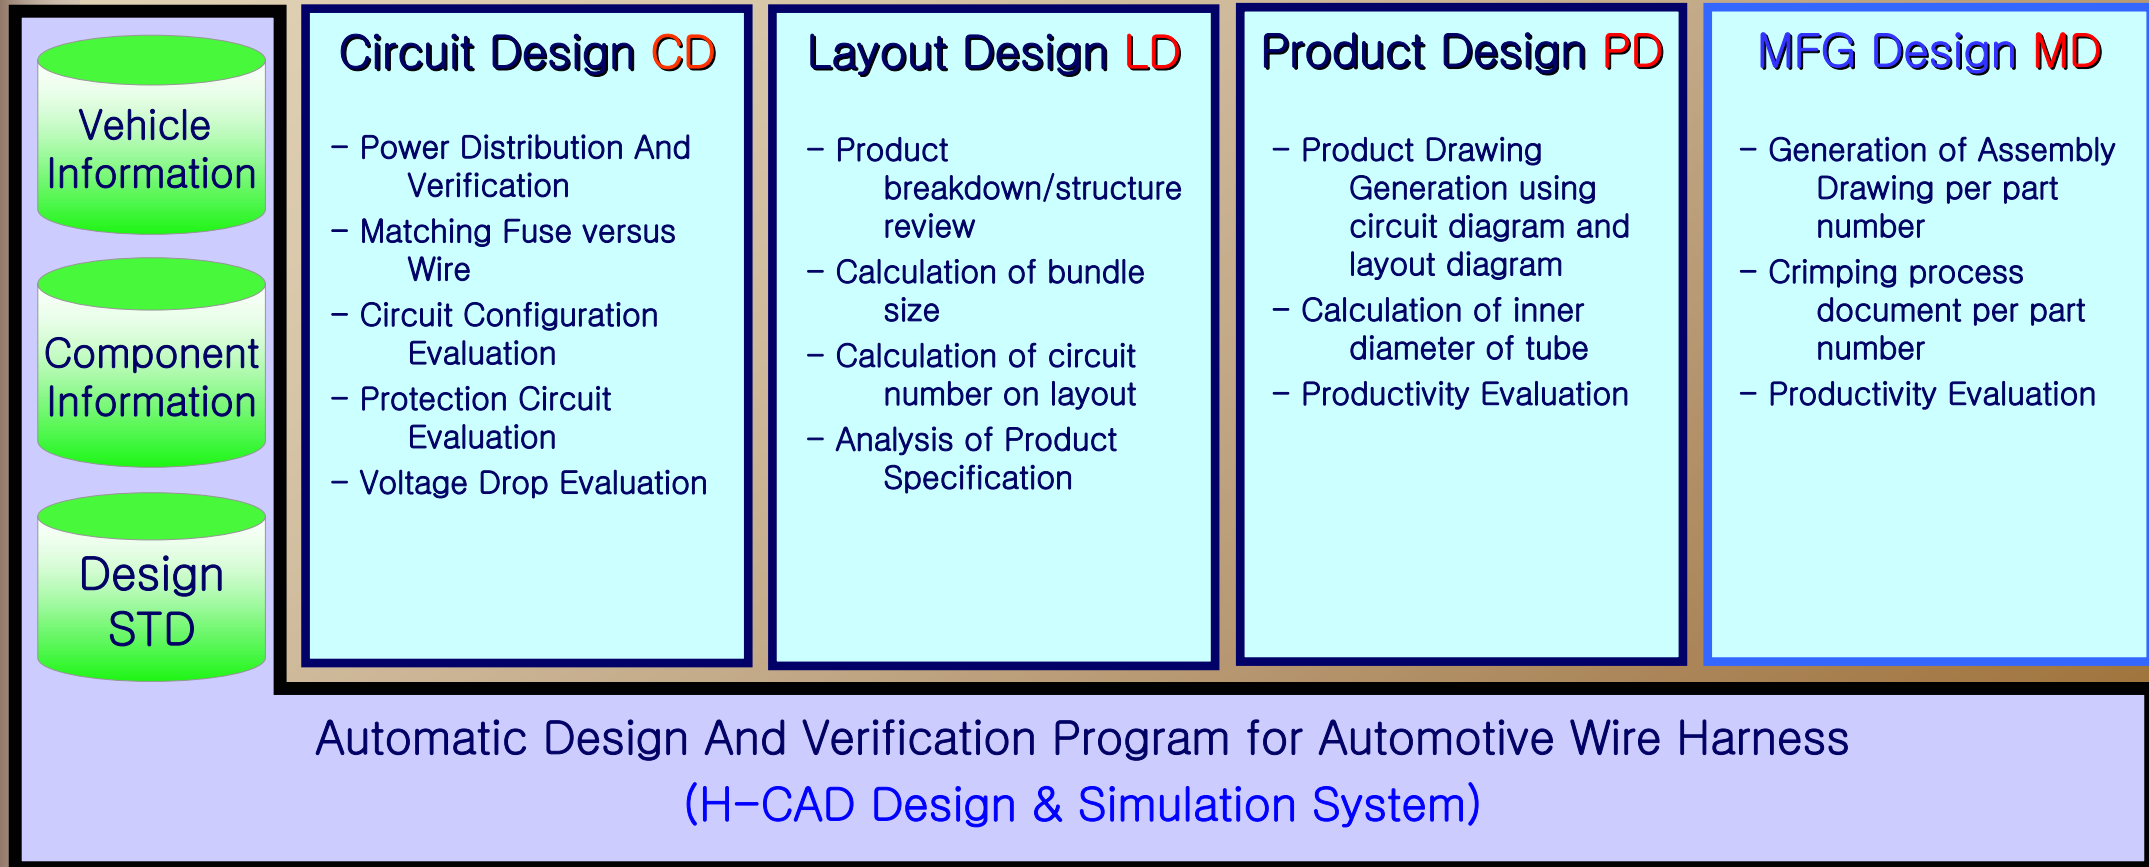 Vehicle
Information
Component
Information
Design
STD
Circuit Design CD
- Power Distribution And
Verification
- Matching Fuse versus
Wire
- Circuit Configuration
Evaluation
- Protection Circuit
Evaluation
- Voltage Drop Evaluation
Layout Design LD
- Product
breakdown/structure
review
- Calculation of bundle
size
- Calculation of circuit
number on layout
- Analysis of Product
Specification
Product Design PD
- Product Drawing
Generation using
circuit diagram and
layout diagram
- Calculation of inner
diameter of tube
- Productivity Evaluation
MFG Design MD
- Generation of Assembly
Drawing per part
number
- Crimping process
document per part
number
- Productivity Evaluation
Automatic Design And Verification Program for Automotive Wire Harness
(H-CAD Design & Simulation System)